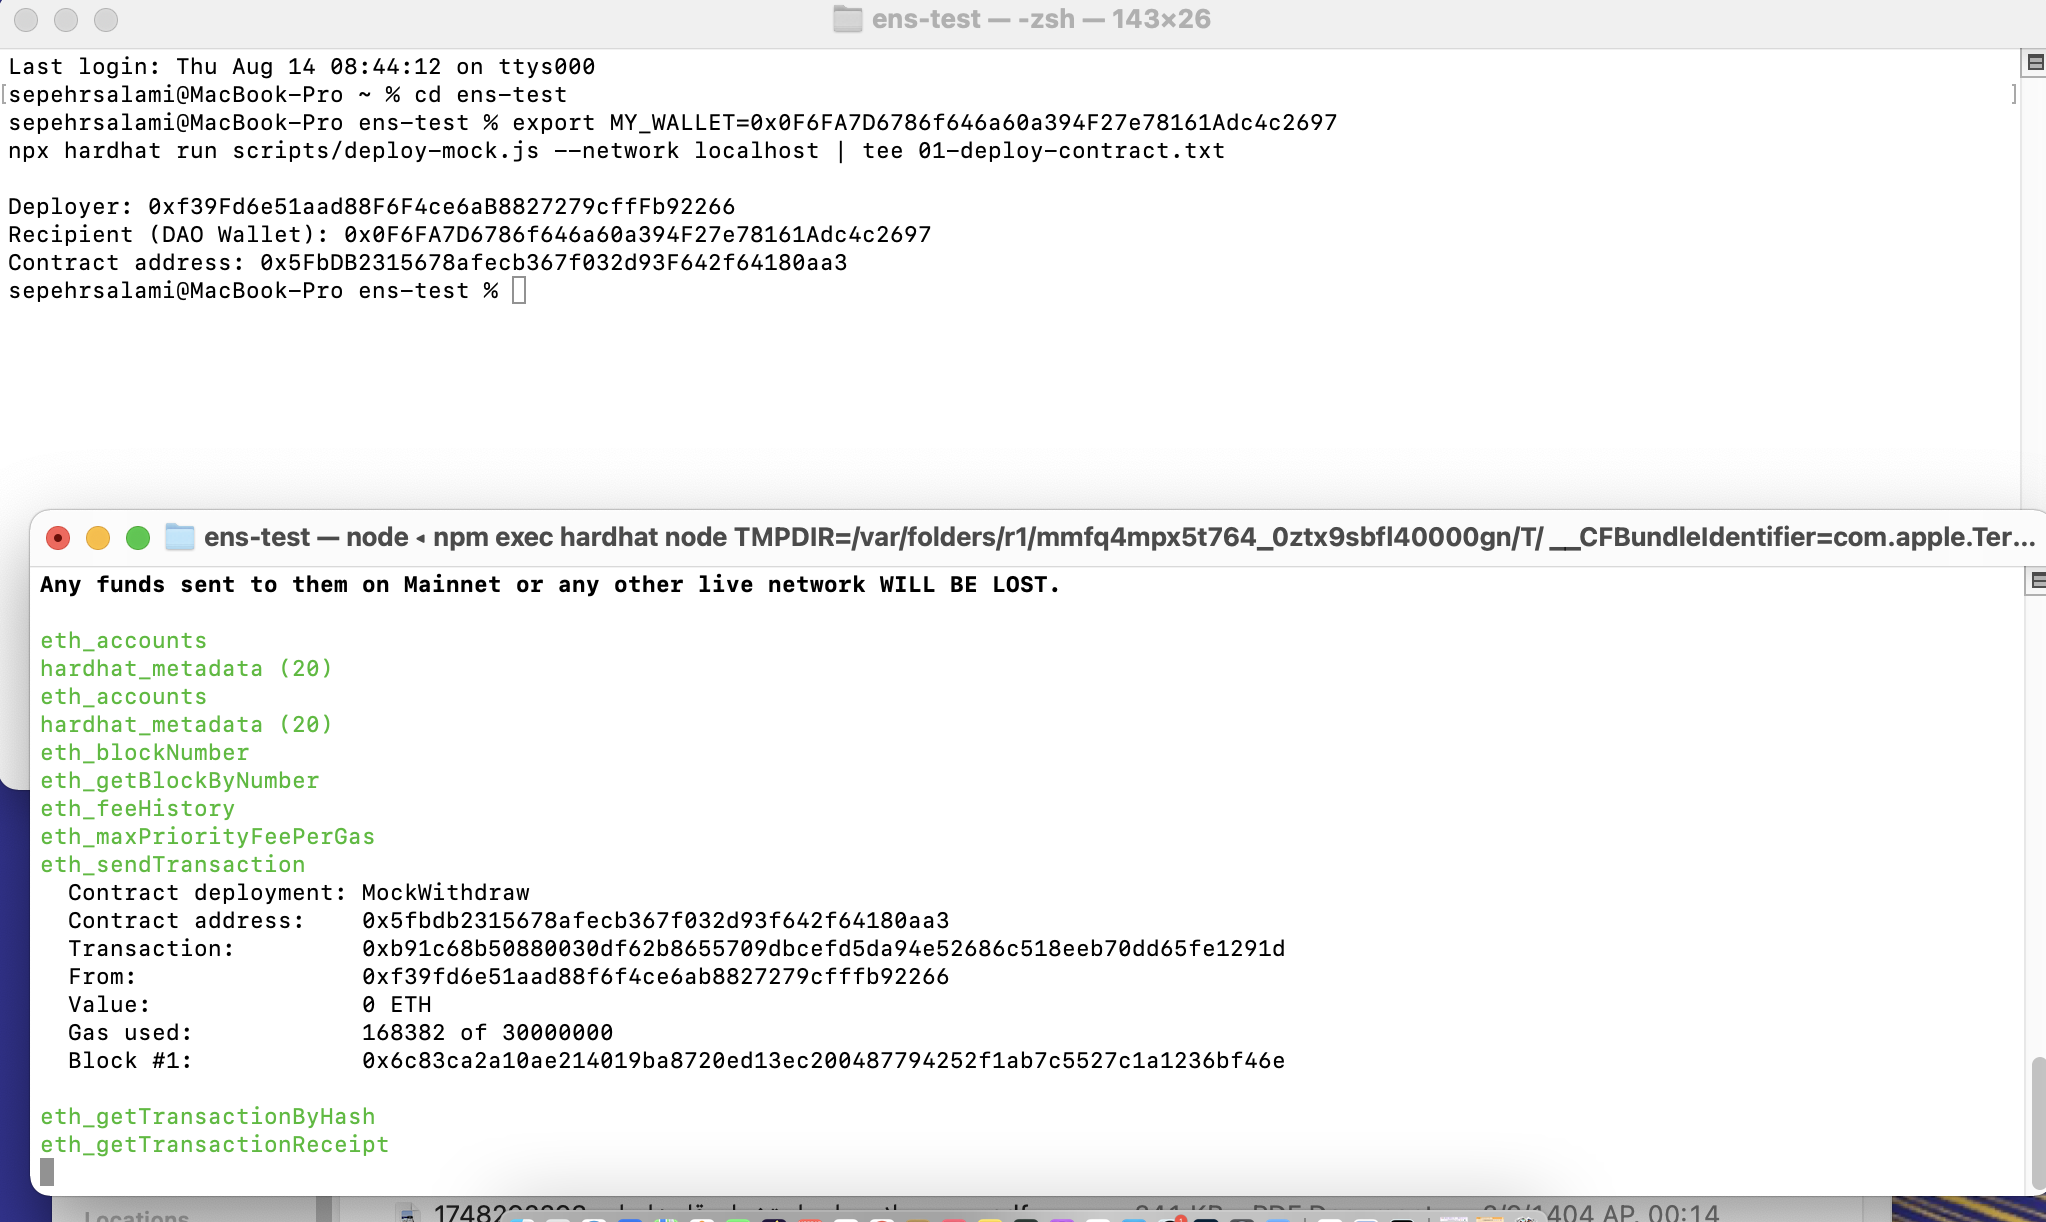 ens-test — -zsh — 143×26
Last login: Thu Aug 14 08:44:12 on ttys000
[sepehrsalami@MacBook-Pro ~ % cd ens-test ]
sepehrsalami@MacBook-Pro ens-test % export MY_WALLET=0x0F6FA7D6786f646a60a394F27e78161Adc4c2697
npx hardhat run scripts/deploy-mock.js --network localhost | tee 01-deploy-contract.txt
Deployer: 0xf39Fd6e51aad88F6F4ce6aB8827279cffFb92266
Recipient (DAO Wallet): 0x0F6FA7D6786f646a60a394F27e78161Adc4c2697
Contract address: 0x5FbDB2315678afecb367f032d93F642f64180aa3
sepehrsalami@MacBook-Pro ens-test %
ens-test — node ◂ npm exec hardhat node TMPDIR=/var/folders/r1/mmfq4mpx5t764_0ztx9sbfl40000gn/T/ __CFBundleIdentifier=com.apple.Ter...
Any funds sent to them on Mainnet or any other live network WILL BE LOST.
eth_accounts
hardhat_metadata (20)
eth_accounts
hardhat_metadata (20)
eth_blockNumber
eth_getBlockByNumber
eth_feeHistory
eth_maxPriorityFeePerGas
eth_sendTransaction
Contract deployment: MockWithdraw
Contract address: 0x5fbdb2315678afecb367f032d93f642f64180aa3
Transaction: 0xb91c68b50880030df62b8655709dbcefd5da94e52686c518eeb70dd65fe1291d
From: 0xf39fd6e51aad88f6f4ce6ab8827279cfffb92266
Value: 0 ETH
Gas used: 168382 of 30000000
Block #1: 0x6c83ca2a10ae214019ba8720ed13ec200487794252f1ab7c5527c1a1236bf46e
eth_getTransactionByHash
eth_getTransactionReceipt
Locations
1404 AP, 00:14